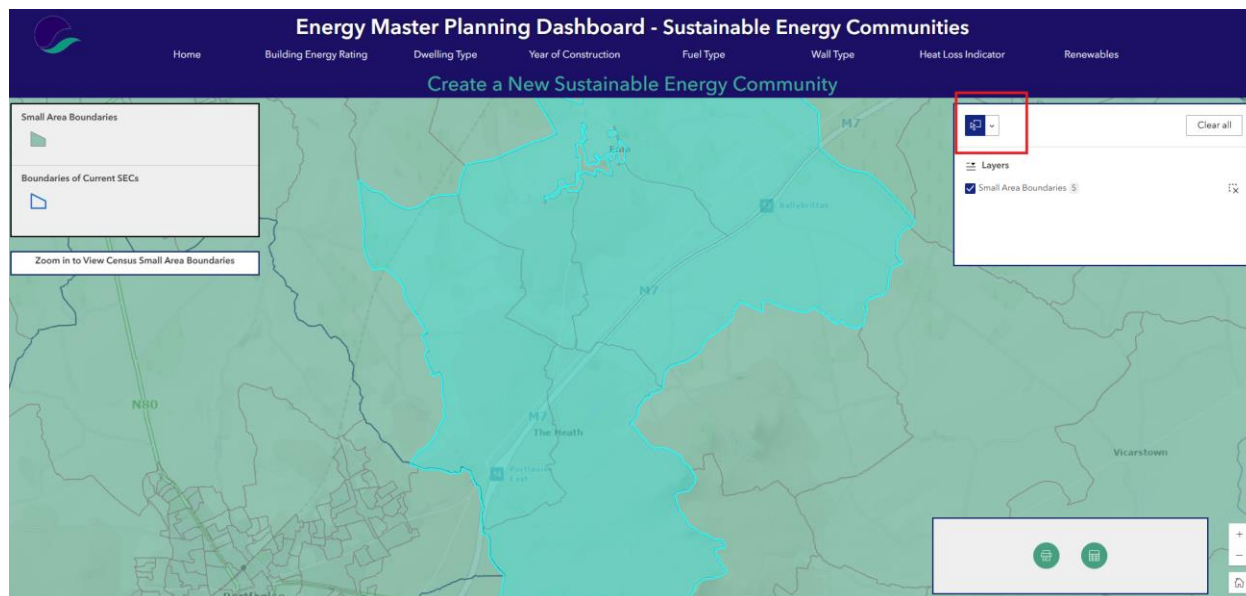 Energy Master Planning Dashboard - Sustainable Energy Communities
Home Building Energy Rating Dwelling Type Year of Construction Fuel Type Wall Type Heat Loss Indicator Renewables
Create a New Sustainable Energy Community
Small Area Boundaries
Boundaries of Current SECs
Zoom in to View Census Small Area Boundaries
Clear all
Layers
Small Area Boundaries 5
M7
Ballybrittas
M7
N80
M7
The Heath
Portlaoise
East
Vicarstown
+
−